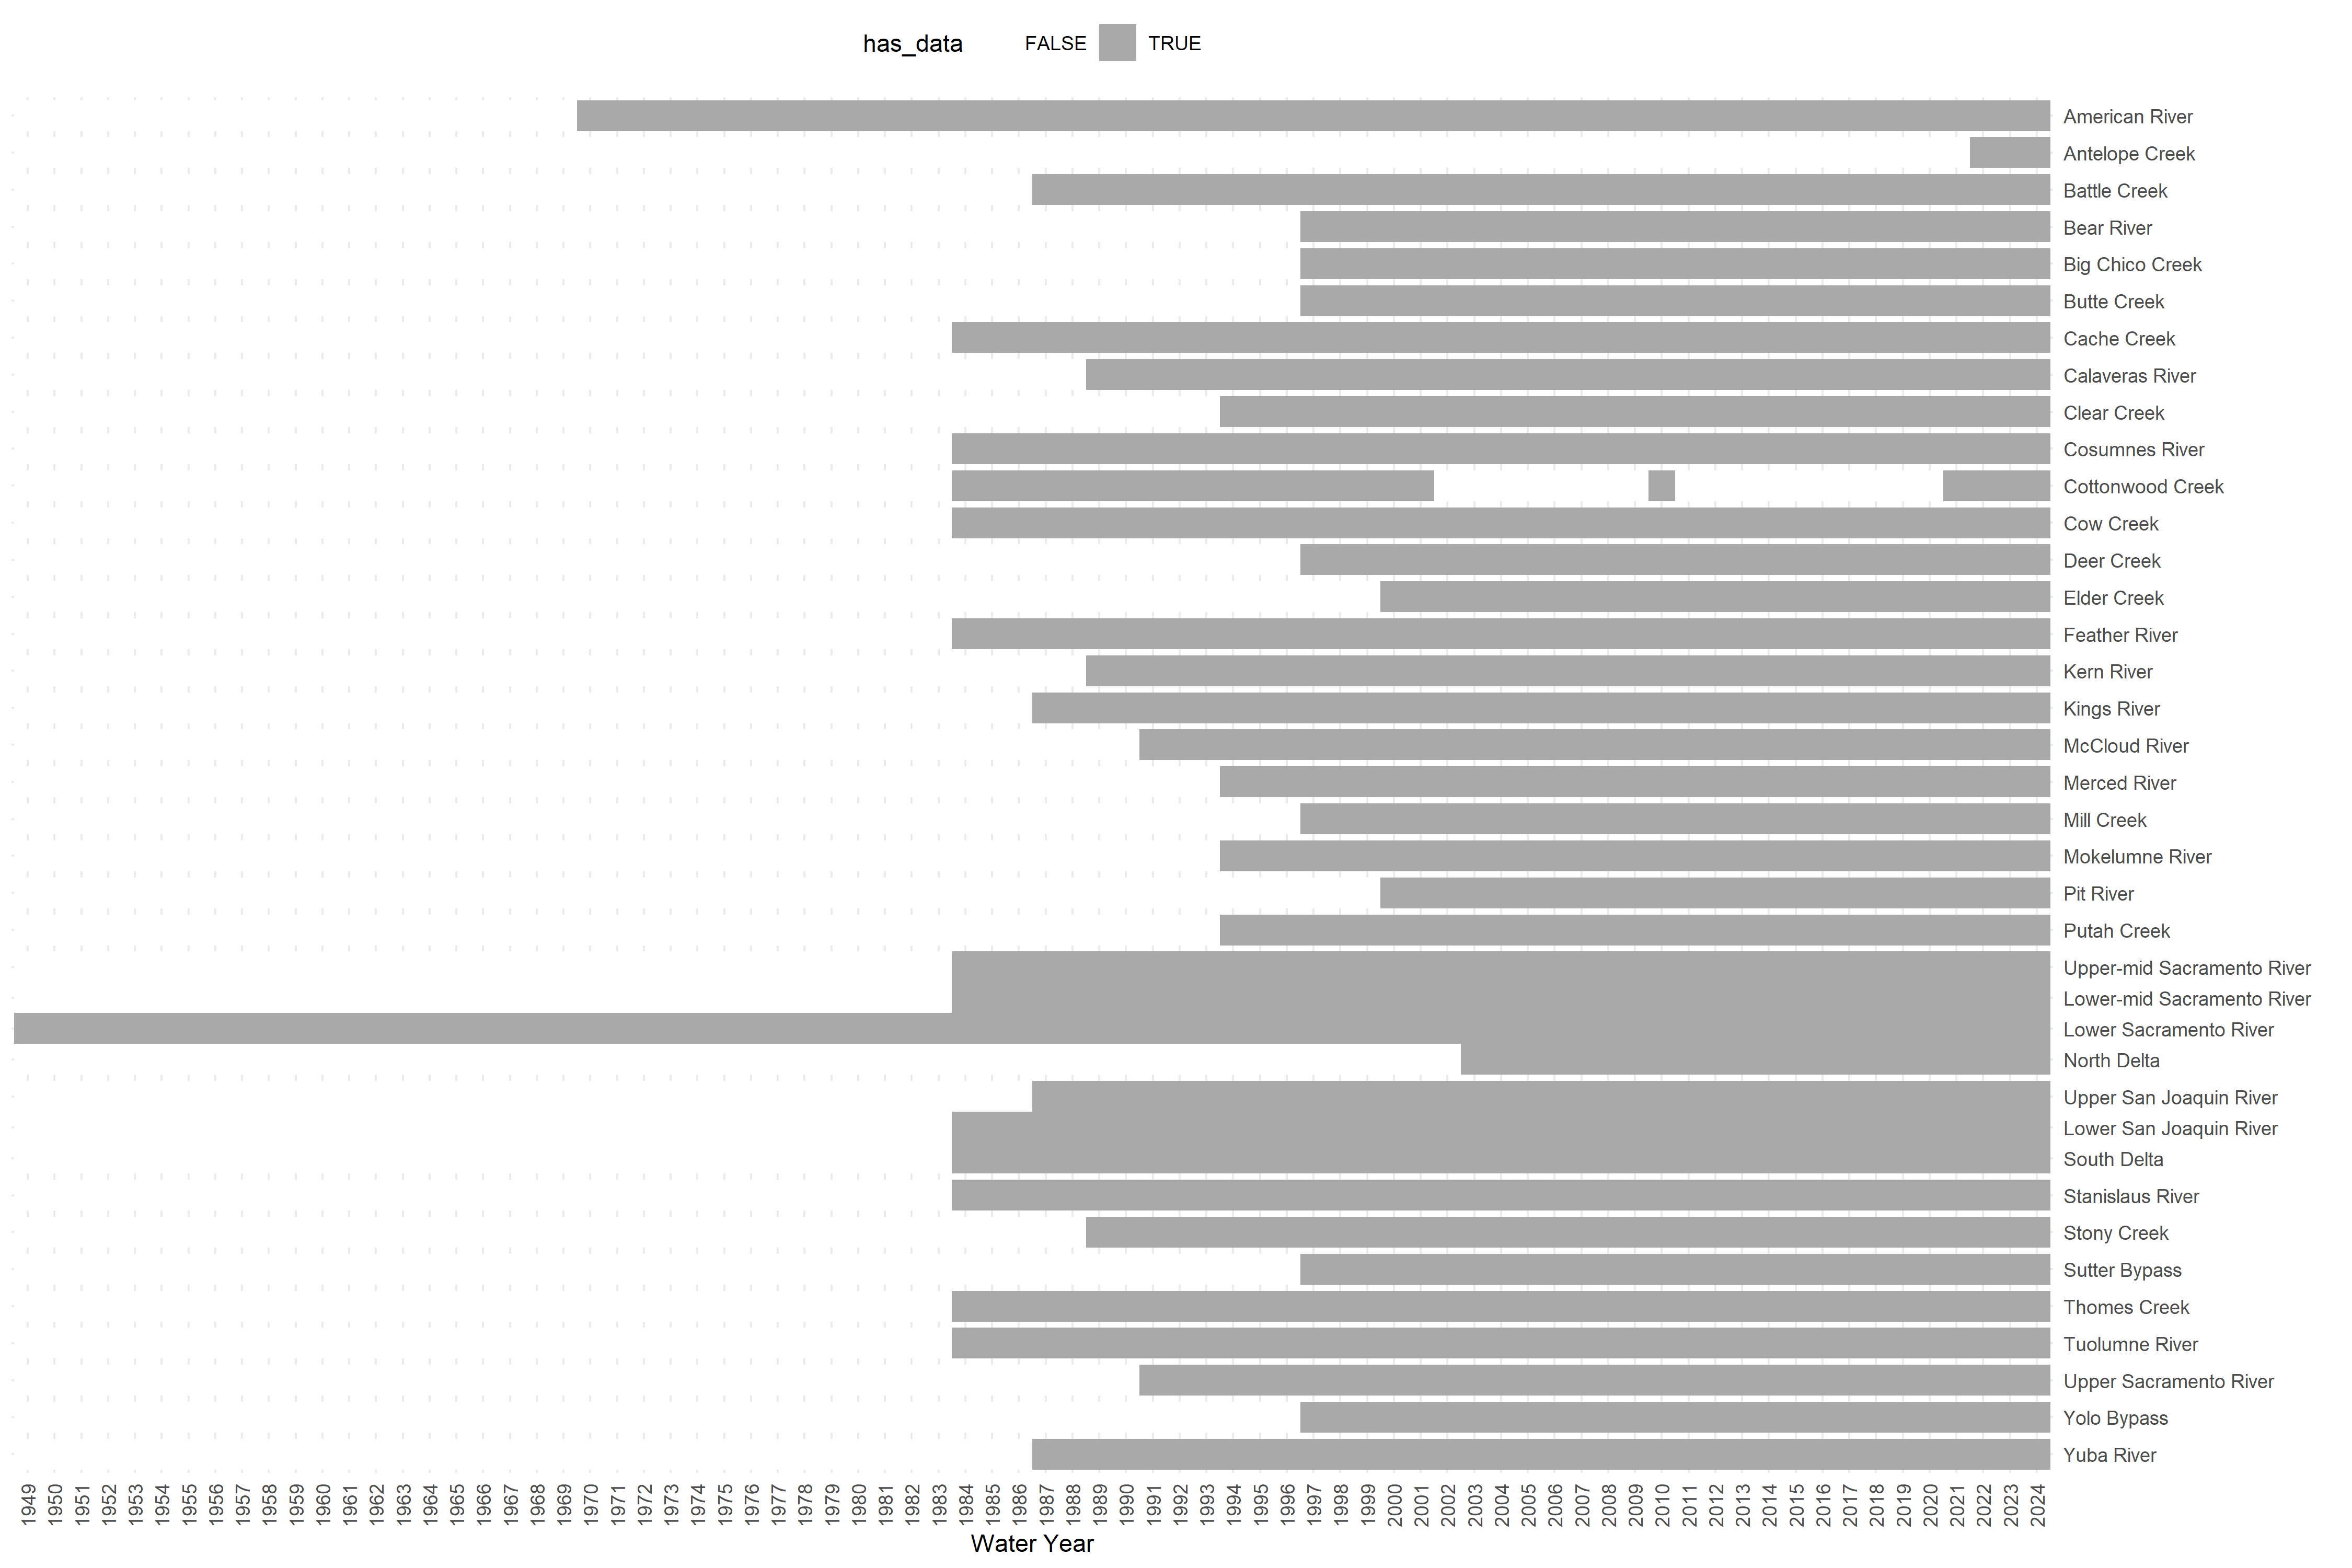 has_data FALSE TRUE
American River
Antelope Creek
Battle Creek
Bear River
Big Chico Creek
Butte Creek
Cache Creek
Calaveras River
Clear Creek
Cosumnes River
Cottonwood Creek
Cow Creek
Deer Creek
Elder Creek
Feather River
Kern River
Kings River
McCloud River
Merced River
Mill Creek
Mokelumne River
Pit River
Putah Creek
Upper-mid Sacramento River
Lower-mid Sacramento River
Lower Sacramento River
North Delta
Upper San Joaquin River
Lower San Joaquin River
South Delta
Stanislaus River
Stony Creek
Sutter Bypass
Thomes Creek
Tuolumne River
Upper Sacramento River
Yolo Bypass
Yuba River
1949 1950 1951 1952 1953 1954 1955 1956 1957 1958 1959 1960 1961 1962 1963 1964 1965 1966 1967 1968 1969 1970 1971 1972 1973 1974 1975 1976 1977 1978 1979 1980 1981 1982 1983 1984 1985 1986 1987 1988 1989 1990 1991 1992 1993 1994 1995 1996 1997 1998 1999 2000 2001 2002 2003 2004 2005 2006 2007 2008 2009 2010 2011 2012 2013 2014 2015 2016 2017 2018 2019 2020 2021 2022 2023 2024
Water Year